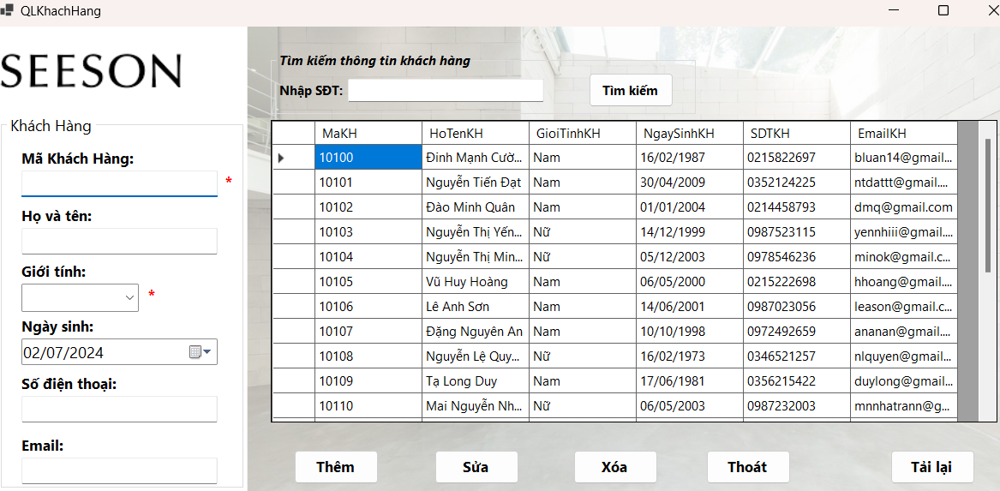 QLKhachHang
SEESON
Khách Hàng
Mã Khách Hàng:
*
Họ và tên:
Giới tính:
*
Ngày sinh:
02/07/2024
Số điện thoại:
Email:
Tìm kiếm thông tin khách hàng
Nhập SĐT:
Tìm kiếm
MaKH HoTenKH GioiTinhKH NgaySinhKH SDTKH EmailKH
10100 Đinh Mạnh Cườ... Nam 16/02/1987 0215822697 bluan14@gmail...
10101 Nguyễn Tiến Đạt Nam 30/04/2009 0352124225 ntdattt@gmail....
10102 Đào Minh Quân Nam 01/01/2004 0214458793 dmq@gmail.com
10103 Nguyễn Thị Yến... Nữ 14/12/1999 0987523115 yennhiii@gmail....
10104 Nguyễn Thị Min... Nữ 05/12/2003 0978546236 minok@gmail.c...
10105 Vũ Huy Hoàng Nam 06/05/2000 0215222698 hhoang@gmail....
10106 Lê Anh Sơn Nam 14/06/2001 0987023056 leason@gmail.c...
10107 Đặng Nguyên An Nam 10/10/1998 0972492659 ananan@gmail....
10108 Nguyễn Lệ Quy... Nữ 16/02/1973 0346521257 nlquyen@gmail...
10109 Tạ Long Duy Nam 17/06/1981 0356215422 duylong@gmail...
10110 Mai Nguyễn Nh... Nữ 06/05/2003 0987232003 mnnhatrann@g...
Thêm Sửa Xóa Thoát Tải lại